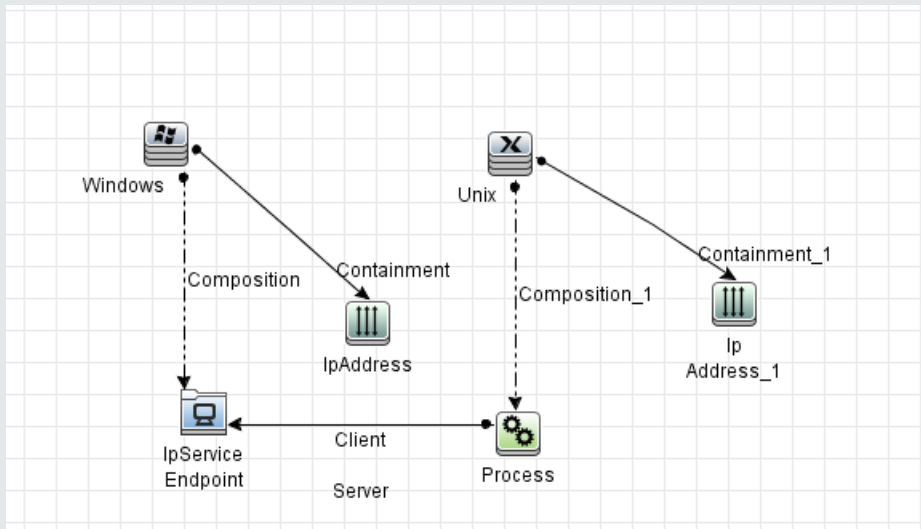 Windows
Unix
Containment
Containment_1
Composition
Composition_1
IpAddress
Ip
Address_1
Client
Server
IpService
Endpoint
Process